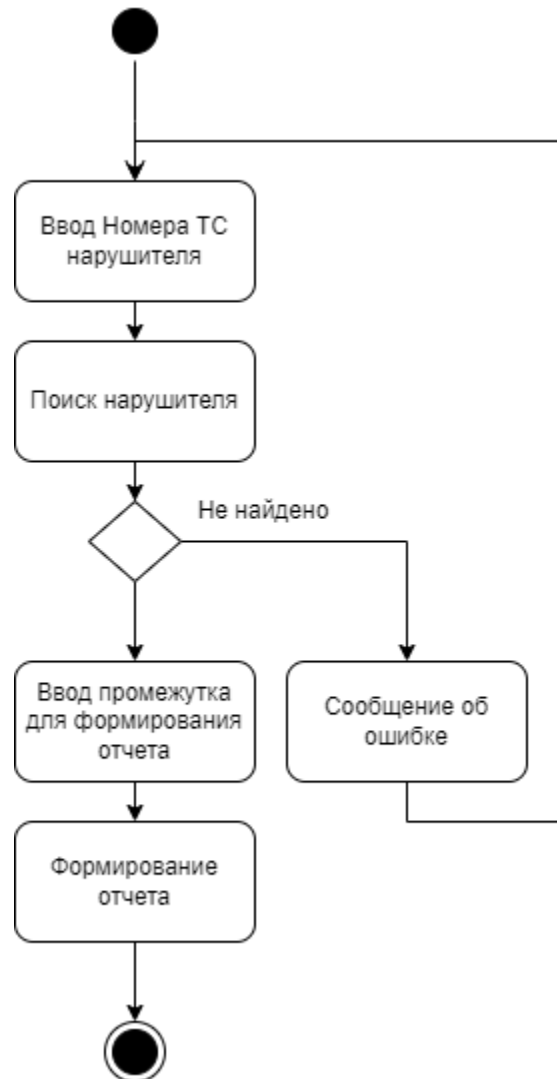 Ввод Номера ТС
нарушителя
Поиск нарушителя
Не найдено
Ввод промежутка
для формирования
отчета
Сообщение об
ошибке
Формирование
отчета